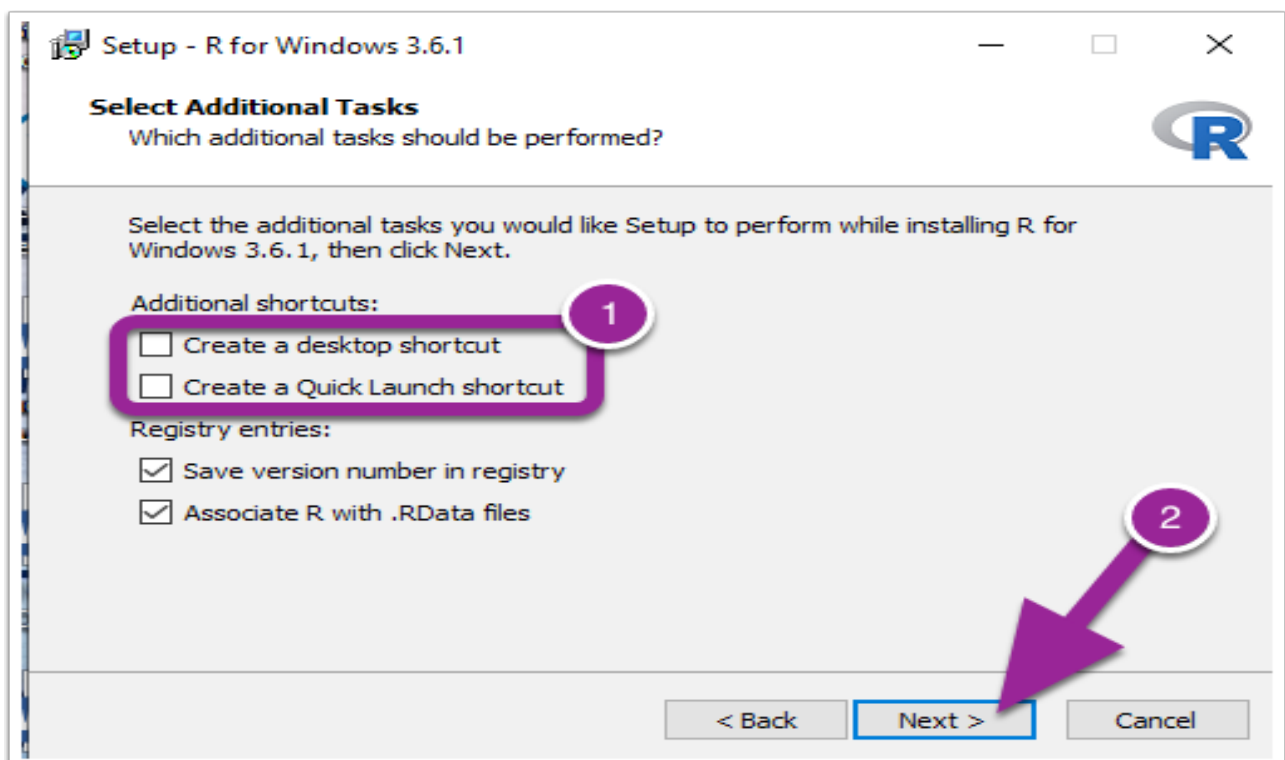 Setup - R for Windows 3.6.1
Select Additional Tasks
Which additional tasks should be performed?
R
Select the additional tasks you would like Setup to perform while installing R for
Windows 3.6.1, then click Next.
Additional shortcuts:
1
Create a desktop shortcut
Create a Quick Launch shortcut
Registry entries:
Save version number in registry
Associate R with .RData files
2
< Back Next > Cancel